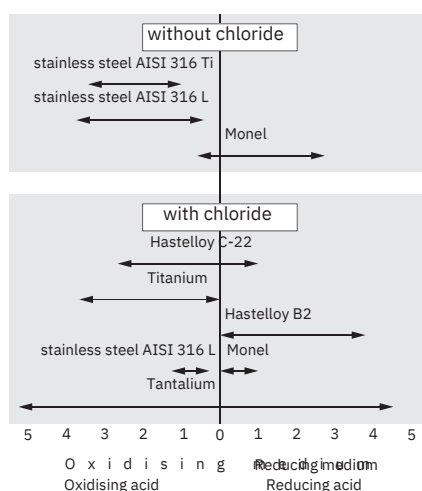 without chloride
stainless steel AISI 316 Ti
stainless steel AISI 316 L
Monel
with chloride
Hastelloy C-22
Titanium
Hastelloy B2
stainless steel AISI 316 L Monel
Tantalium
5 4 3 2 1 0 1 2 3 4 5
O x i d i s i n g Reducing medium
Oxidising acid Reducing acid